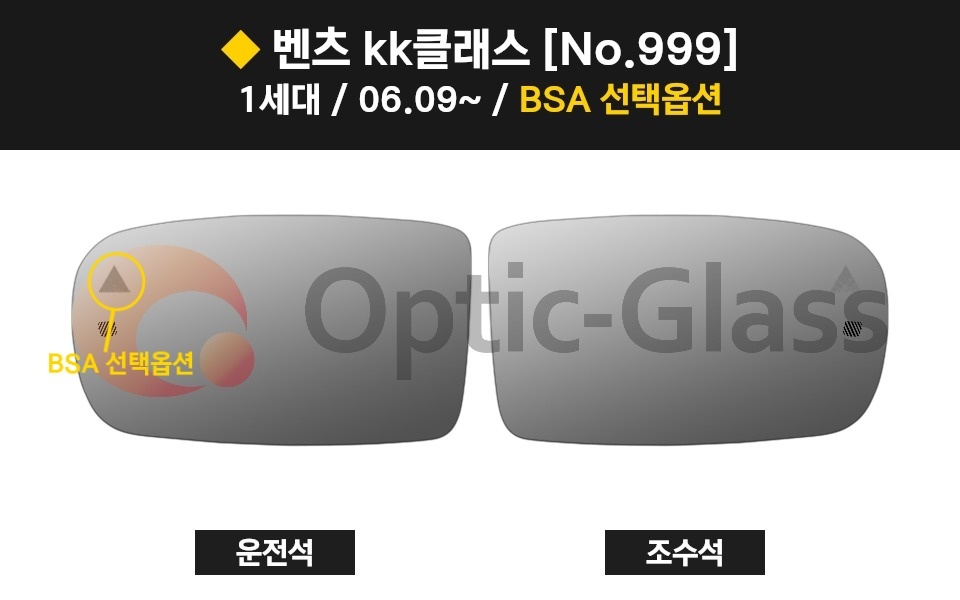 ◆ 벤츠 kk클래스 [No.999]
1세대 / 06.09~ / BSA 선택옵션
Optic-Glass
BSA 선택옵션
운전석
조수석